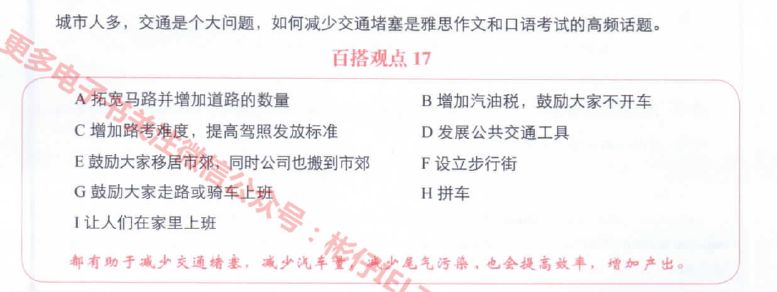 城市人多，交通是个大问题，如何减少交通堵塞是雅思作文和口语考试的高频话题。
百搭观点 17
A 拓宽马路并增加道路的数量
B 增加汽油税，鼓励大家不开车
C 增加路考难度，提高驾照发放标准
D 发展公共交通工具
E 鼓励大家移居市郊，同时公司也搬到市郊
F 设立步行街
G 鼓励大家走路或骑车上班
H 拼车
I 让人们在家里上班
都有助于减少交通堵塞，减少汽车量，减少尾气污染、也会提高效率，增加产出。
更多电子书关注微信公众号：彬仔IEL